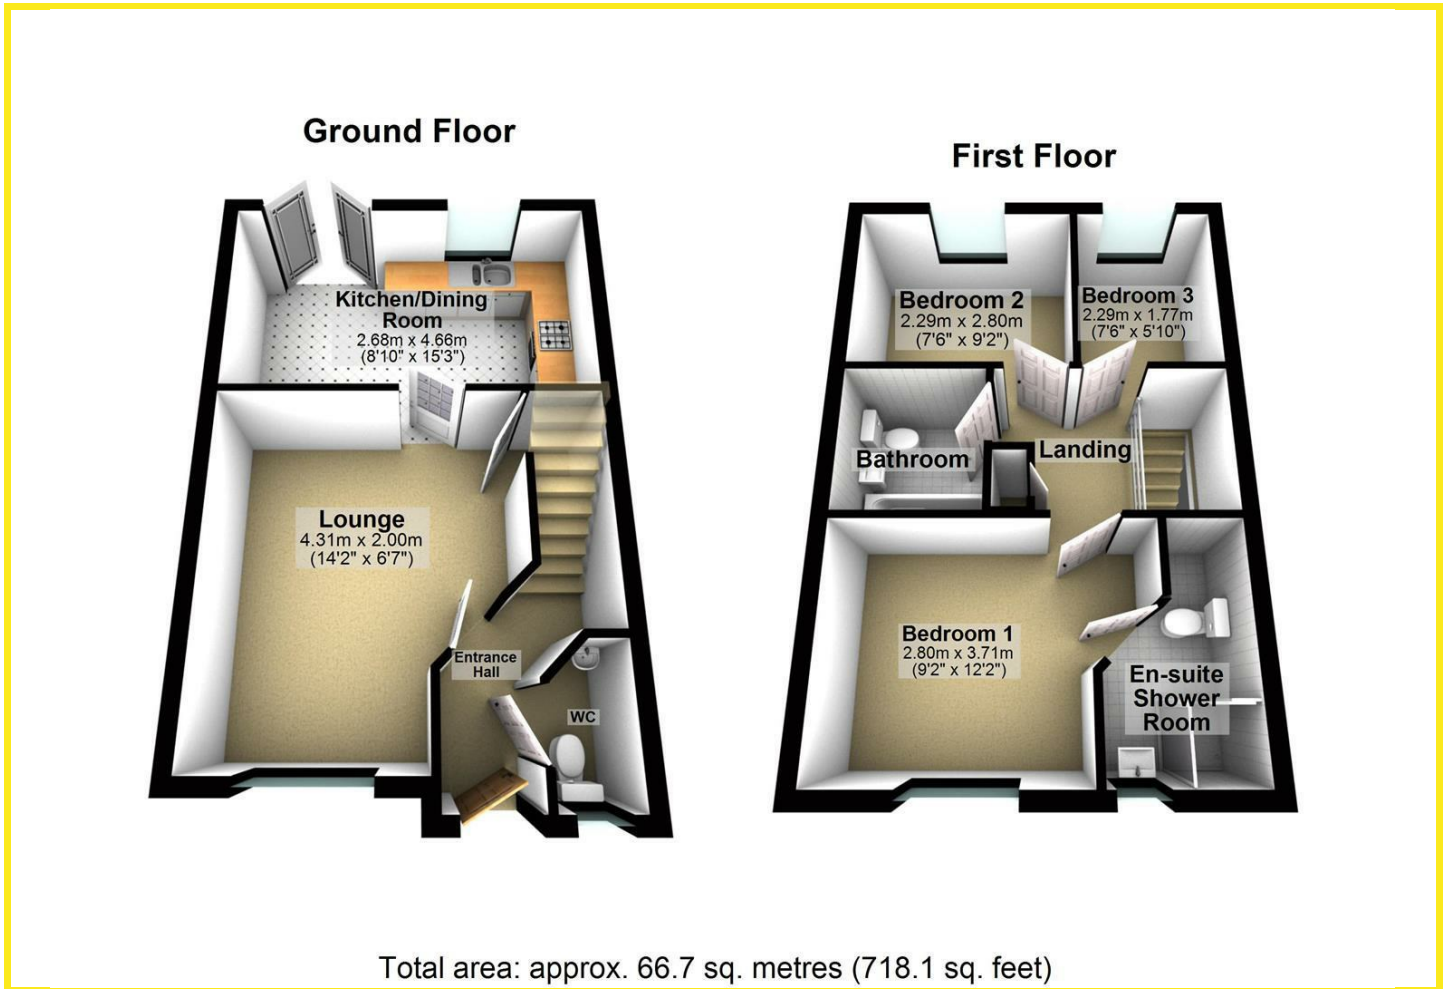 Ground Floor
Kitchen/Dining
Room
2.68m x 4.66m
(8'10" x 15'3")
Lounge
4.31m x 2.00m
(14'2" x 6'7")
Entrance
Hall
WC
First Floor
Bedroom 2
2.29m x 2.80m
(7'6" x 9'2")
Bedroom 3
2.29m x 1.77m
(7'6" x 5'10")
Bathroom
Landing
Bedroom 1
2.80m x 3.71m
(9'2" x 12'2")
En-suite
Shower
Room
Total area: approx. 66.7 sq. metres (718.1 sq. feet)